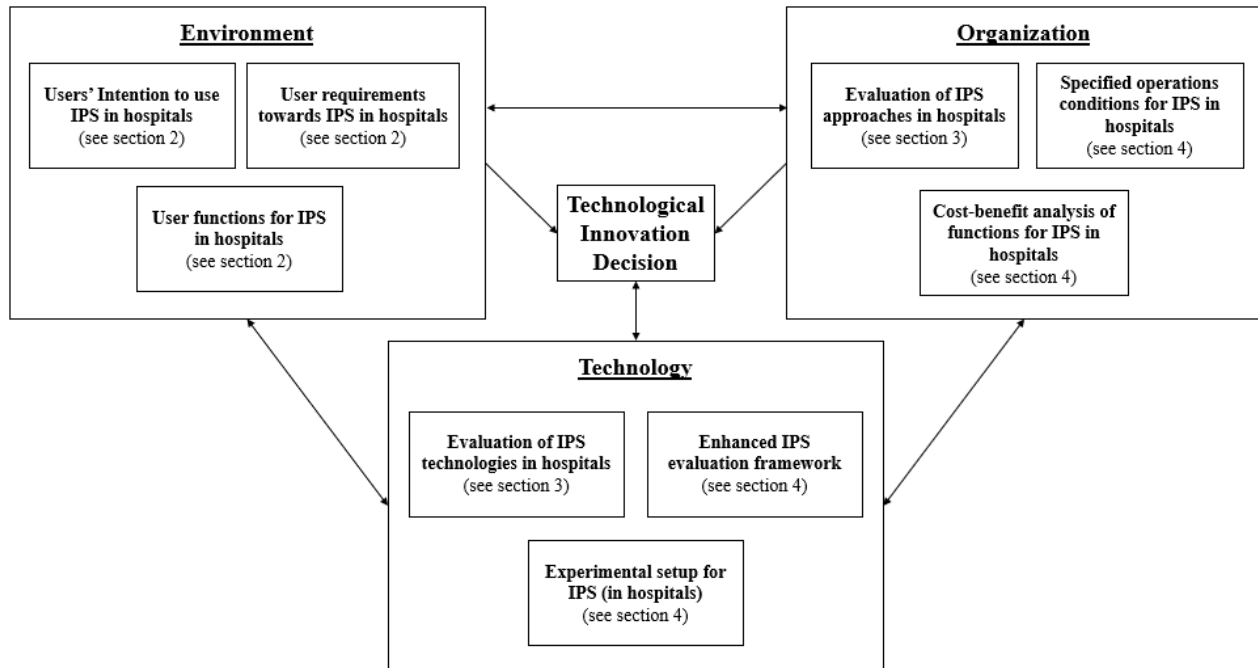 Environment
Users’ Intention to use
IPS in hospitals
(see section 2)
User requirements
towards IPS in hospitals
(see section 2)
User functions for IPS
in hospitals
(see section 2)
Organization
Evaluation of IPS
approaches in hospitals
(see section 3)
Specified operations
conditions for IPS in
hospitals
(see section 4)
Cost-benefit analysis of
functions for IPS in
hospitals
(see section 4)
Technological
Innovation
Decision
Technology
Evaluation of IPS
technologies in hospitals
(see section 3)
Enhanced IPS
evaluation framework
(see section 4)
Experimental setup for
IPS (in hospitals)
(see section 4)